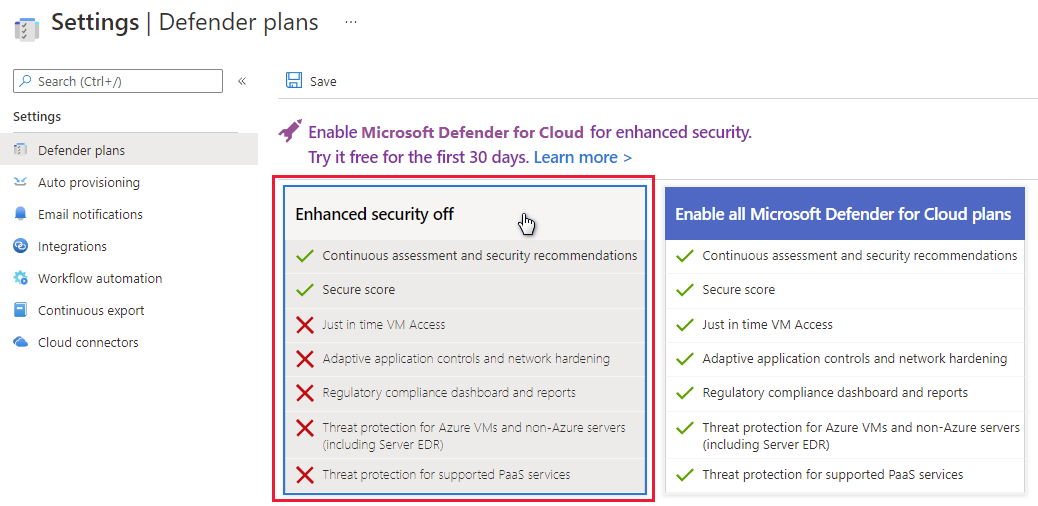 Settings | Defender plans ...
Search (Ctrl+/) «
Settings
Defender plans
Auto provisioning
Email notifications
Integrations
Workflow automation
Continuous export
Cloud connectors
Save
Enable Microsoft Defender for Cloud for enhanced security.
Try it free for the first 30 days. Learn more >
Enhanced security off
Continuous assessment and security recommendations
Secure score
Just in time VM Access
Adaptive application controls and network hardening
Regulatory compliance dashboard and reports
Threat protection for Azure VMs and non-Azure servers
(including Server EDR)
Threat protection for supported PaaS services
Enable all Microsoft Defender for Cloud plans
Continuous assessment and security recommendations
Secure score
Just in time VM Access
Adaptive application controls and network hardening
Regulatory compliance dashboard and reports
Threat protection for Azure VMs and non-Azure servers
(including Server EDR)
Threat protection for supported PaaS services